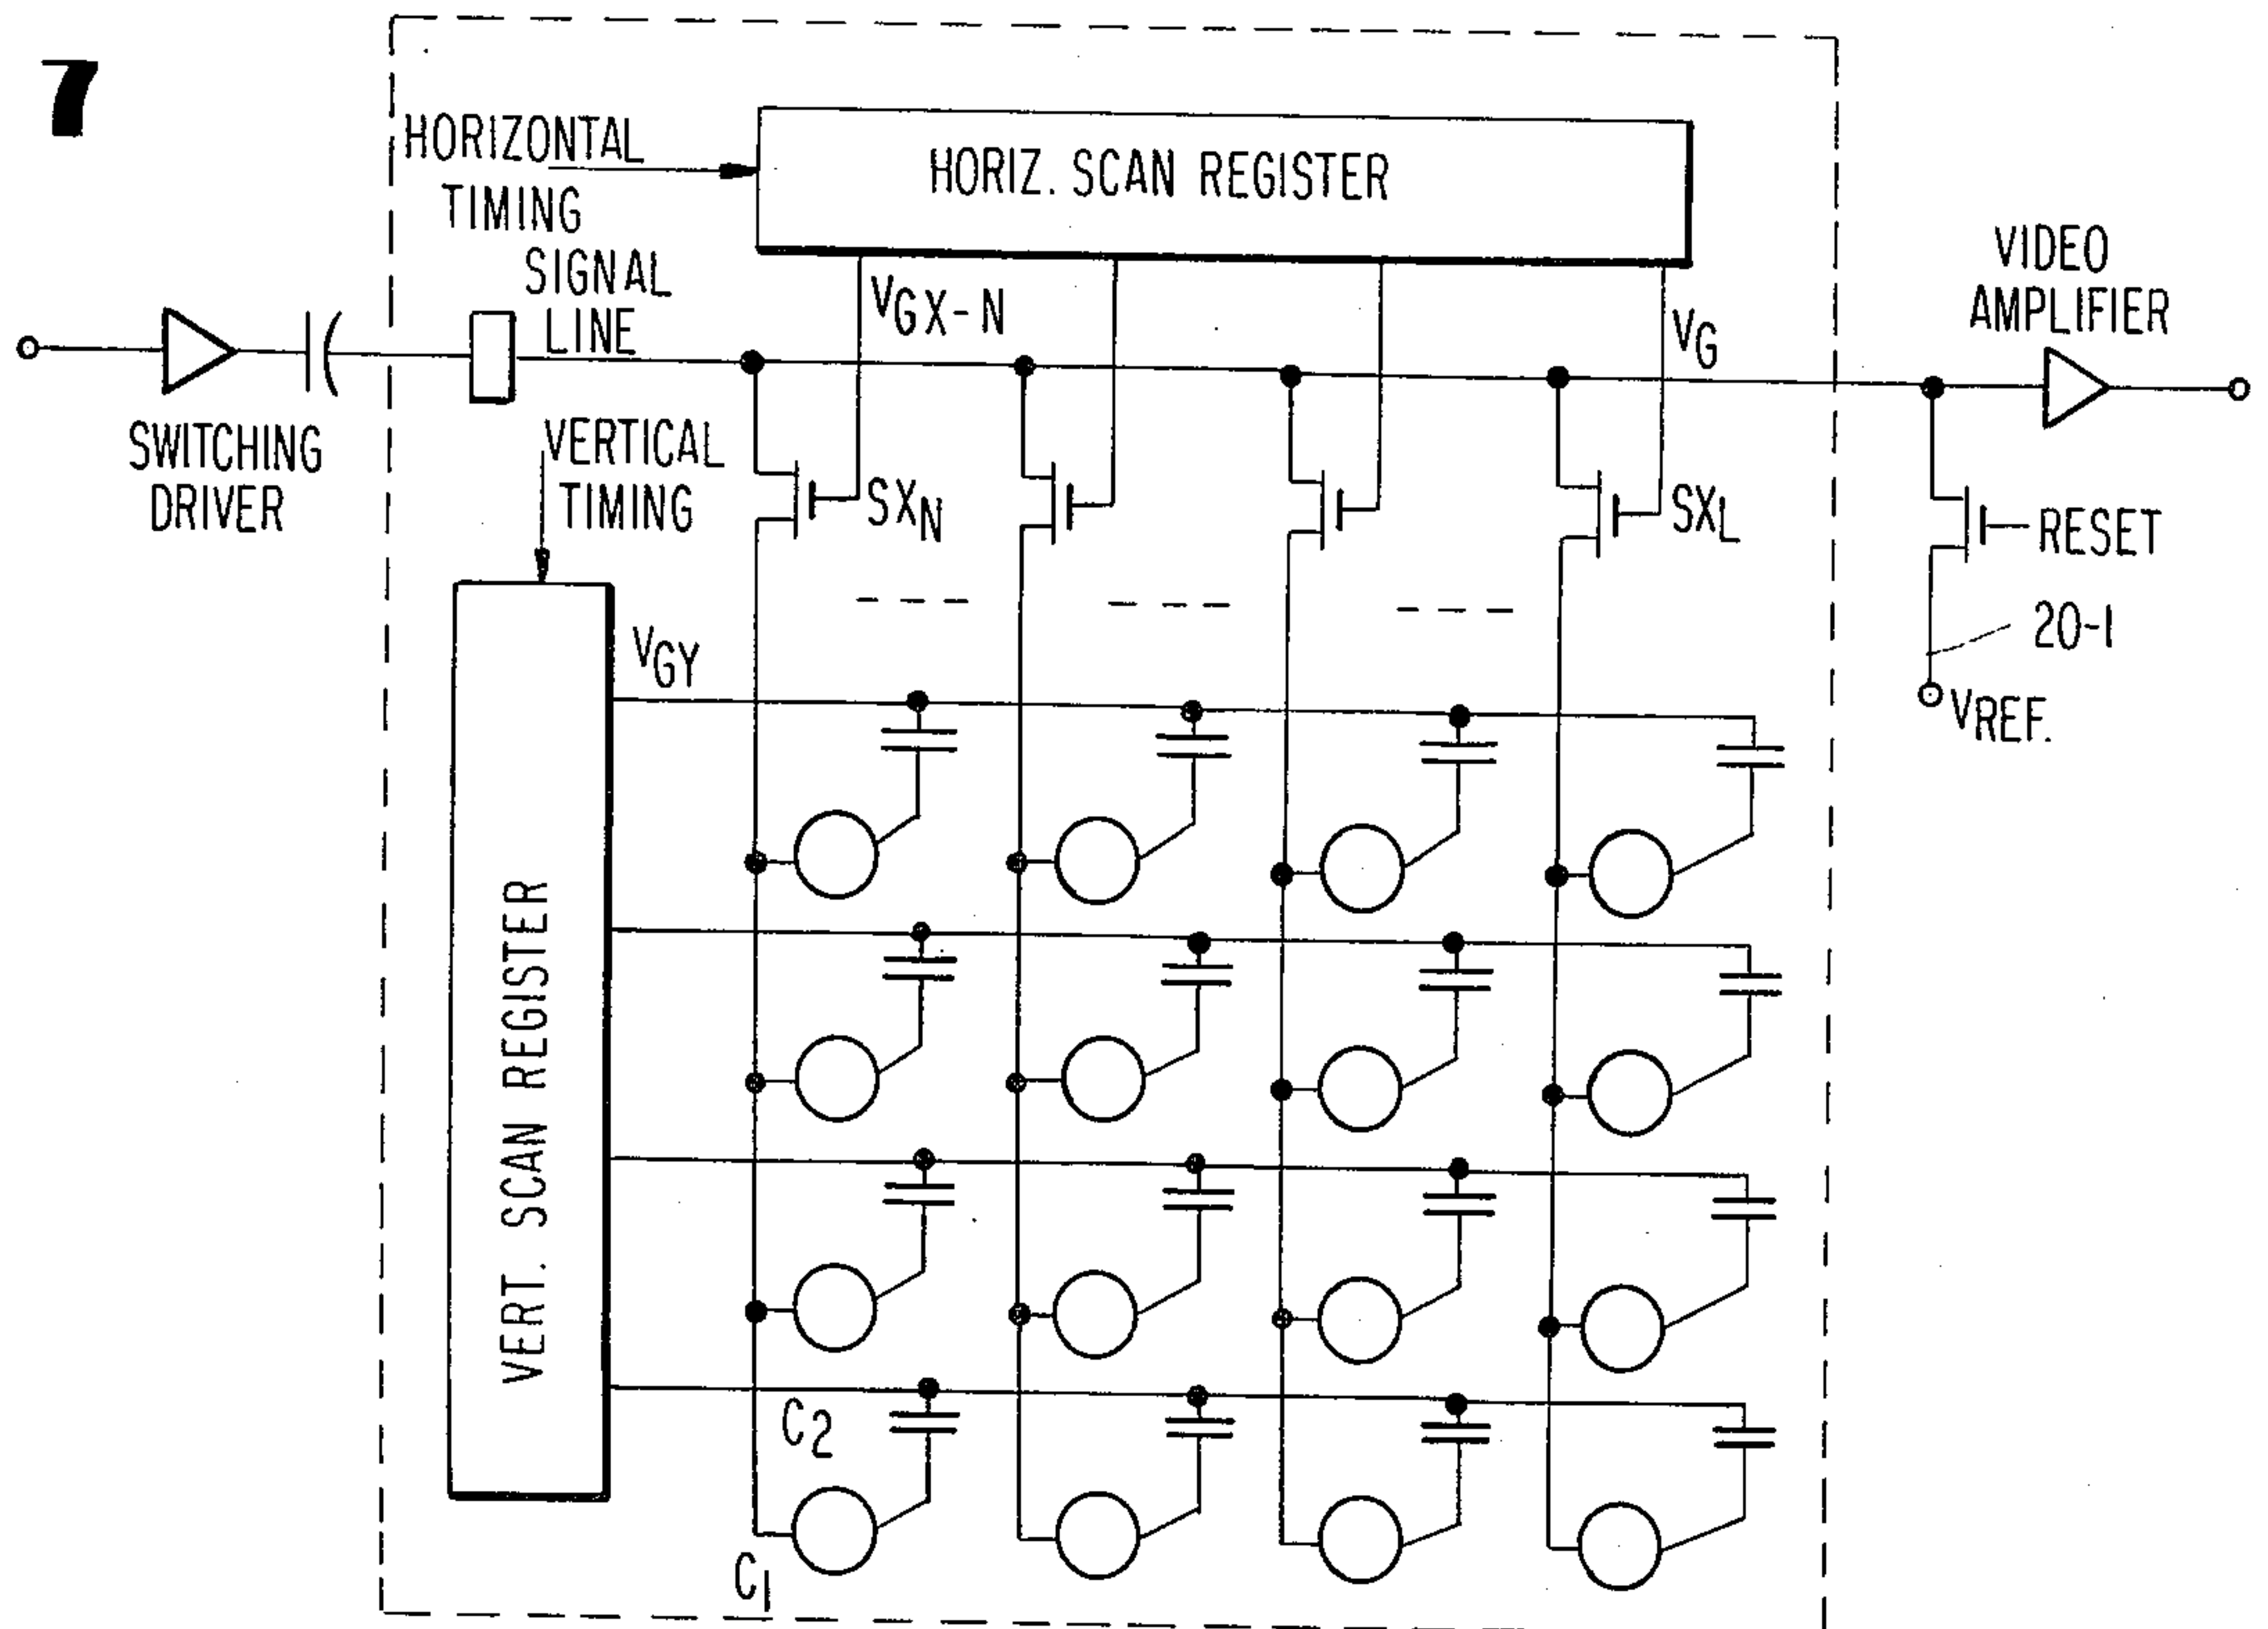 7
HORIZONTAL
TIMING
HORIZ. SCAN REGISTER
SIGNAL
LINE
VGX-N
VG
VIDEO
AMPLIFIER
SWITCHING
DRIVER
VERTICAL
TIMING
SXN
SXL
RESET
20-1
VREF.
VGY
VERT. SCAN REGISTER
C2
C1